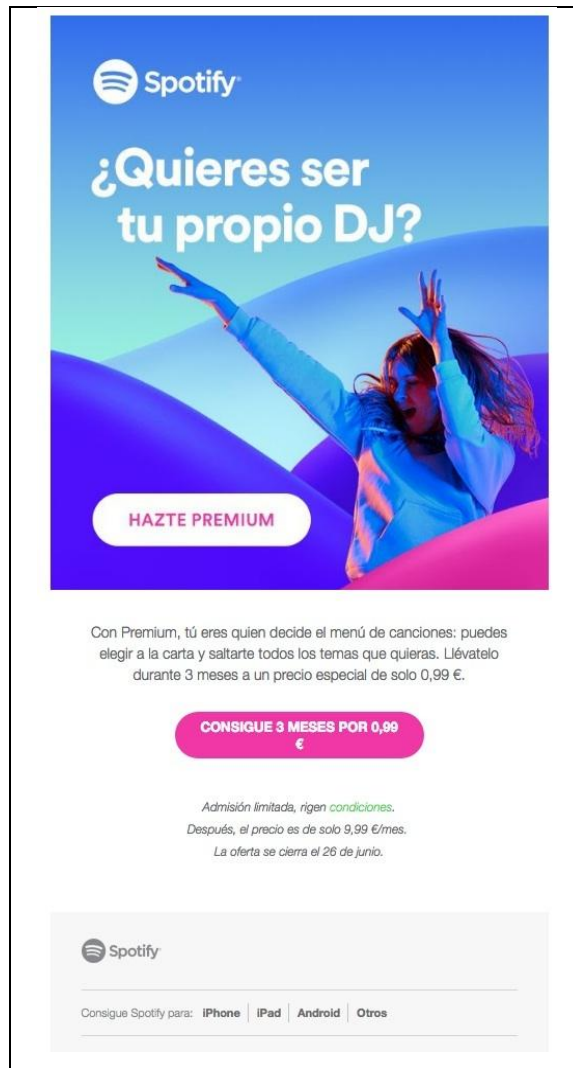 Spotify®
¿Quieres ser
tu propio DJ?
HAZTE PREMIUM
Con Premium, tú eres quien decide el menú de canciones: puedes
elegir a la carta y saltarte todos los temas que quieras. Llévatelo
durante 3 meses a un precio especial de solo 0,99 €.
CONSIGUE 3 MESES POR 0,99
€
Admisión limitada, rigen condiciones.
Después, el precio es de solo 9,99 €/mes.
La oferta se cierra el 26 de junio.
Spotify®
Consigue Spotify para: iPhone | iPad | Android | Otros